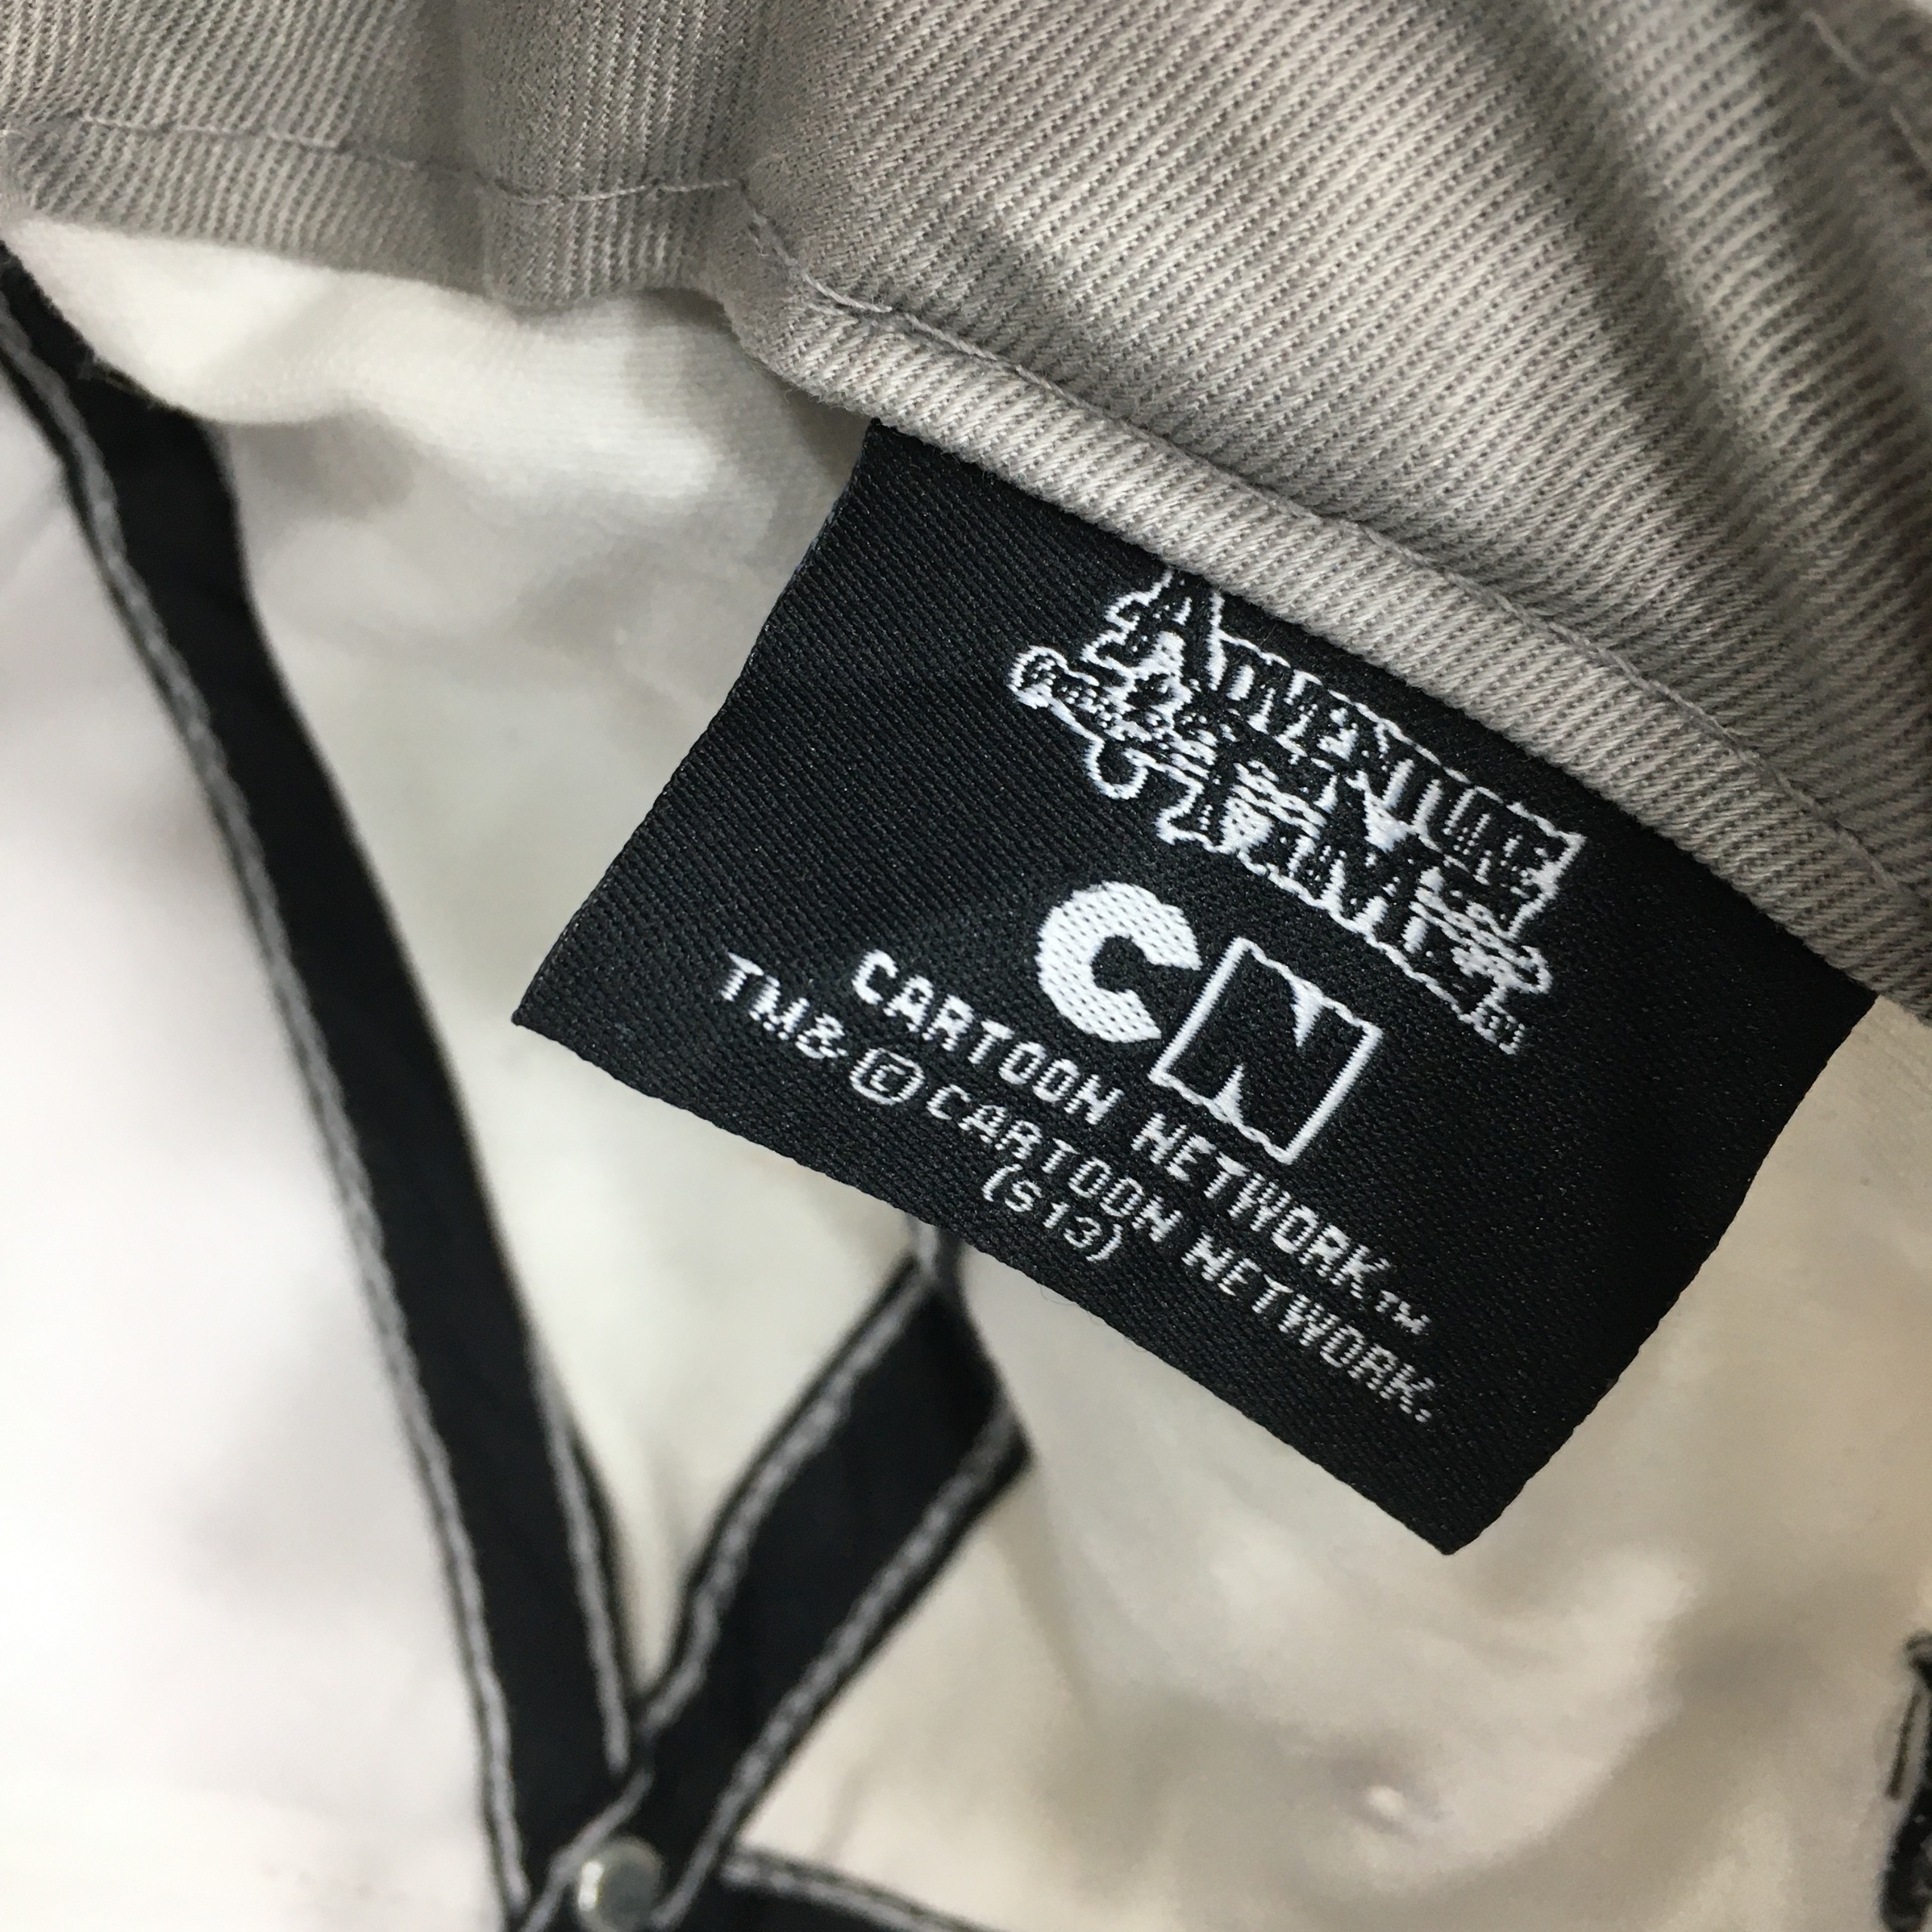 ADVENTURE
TIME
CN
CARTOON NETWORK.™
TM & © CARTOON NETWORK.
(S13)